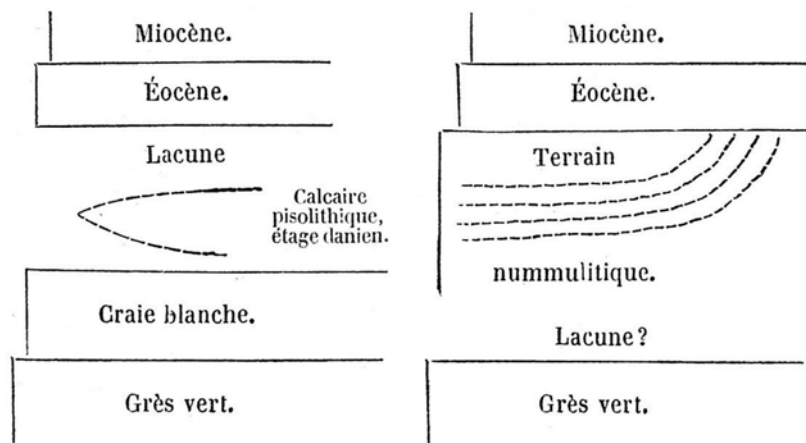 Miocène.
Éocène.
Lacune
Calcaire
pisolithique,
étage danien.
Craie blanche.
Grès vert.
Miocène.
Éocène.
Terrain
nummulitique.
Lacune ?
Grès vert.